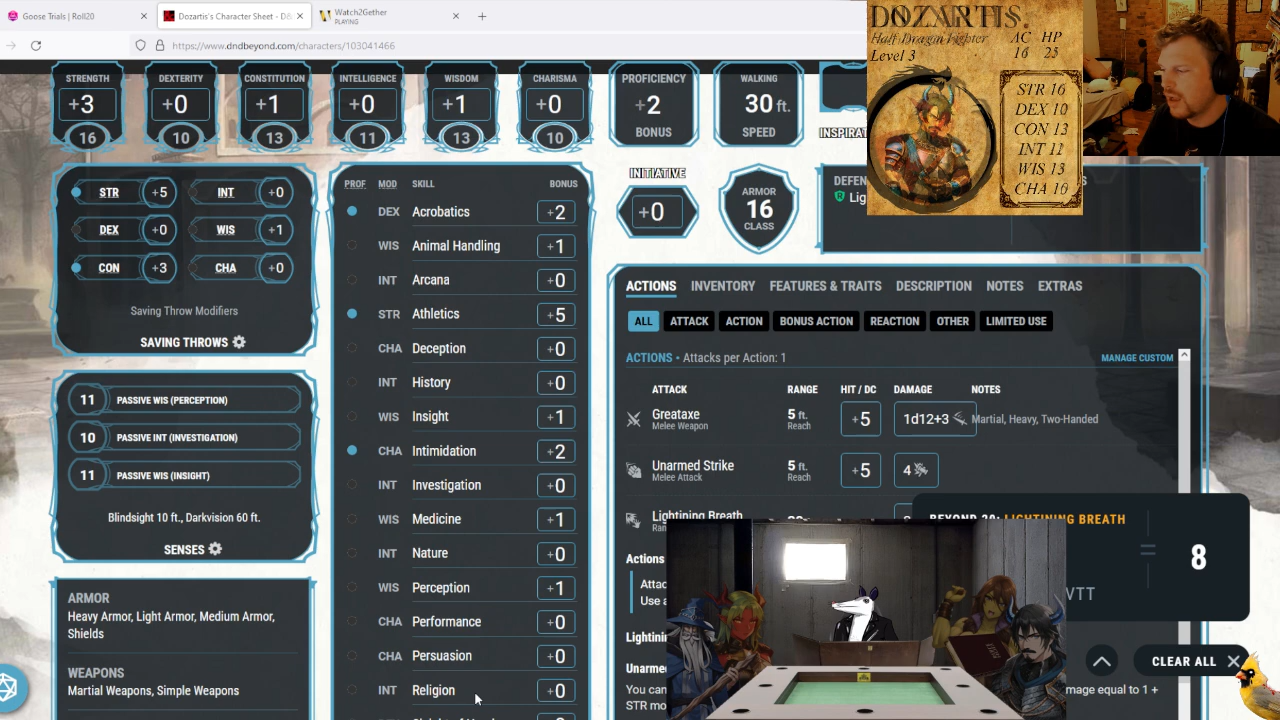 Goose Trials | Roll20
Dozartis's Character Sheet - D&
Watch2Gether
PLAYING
https://www.dndbeyond.com/characters/103041466
STRENGTH
+3
16
DEXTERITY
+0
10
CONSTITUTION
+1
13
INTELLIGENCE
+0
11
WISDOM
+1
13
CHARISMA
+0
10
PROFICIENCY
+2
BONUS
WALKING
30 ft.
SPEED
DOZARTIS.
Half-Dragon Fighter
Level 3
AC HP
16 25
STR 16
DEX 10
CON 13
INT 12
WIS 13
CHA 10
STR +5
INT +0
DEX +0
WIS +1
CON +3
CHA +0
Saving Throw Modifiers
SAVING THROWS
11 PASSIVE WIS (PERCEPTION)
10 PASSIVE INT (INVESTIGATION)
11 PASSIVE WIS (INSIGHT)
Blindsight 10 ft., Darkvision 60 ft.
SENSES
ARMOR
Heavy Armor, Light Armor, Medium Armor,
Shields
WEAPONS
Martial Weapons, Simple Weapons
PROF MOD SKILL BONUS
DEX Acrobatics +2
WIS Animal Handling +1
INT Arcana +0
STR Athletics +5
CHA Deception +0
INT History +0
WIS Insight +1
CHA Intimidation +2
INT Investigation +0
WIS Medicine +1
INT Nature +0
WIS Perception +1
CHA Performance +0
CHA Persuasion +0
INT Religion +0
INITIATIVE
+0
ARMOR
16
CLASS
ACTIONS INVENTORY FEATURES & TRAITS DESCRIPTION NOTES EXTRAS
ALL ATTACK ACTION BONUS ACTION REACTION OTHER LIMITED USE
ACTIONS • Attacks per Action: 1
MANAGE CUSTOM
ATTACK RANGE HIT / DC DAMAGE NOTES
Greataxe 5 ft. +5 1d12+3 Martial, Heavy, Two-Handed
Melee Weapon Reach
Unarmed Strike 5 ft. +5 4
Melee Attack Reach
Lightining Breath
LIGHTINING BREATH
= 8
VTT
Actions
Use
CLEAR ALL
You can
STR
mage equal to 1 +